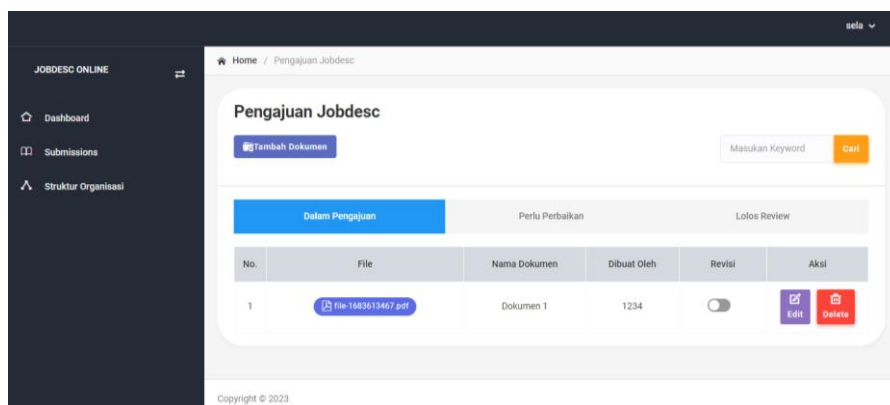 sela
JOBDESC ONLINE
Home / Pengajuan Jobdesc
Dashboard
Submissions
Struktur Organisasi
Pengajuan Jobdesc
Tambah Dokumen
Masukan Keyword Cari
Dalam Pengajuan Perlu Perbaikan Lolos Review
No. File Nama Dokumen Dibuat Oleh Revisi Aksi
1 file-1683613467.pdf Dokumen 1 1234 Edit Delete
Copyright © 2023